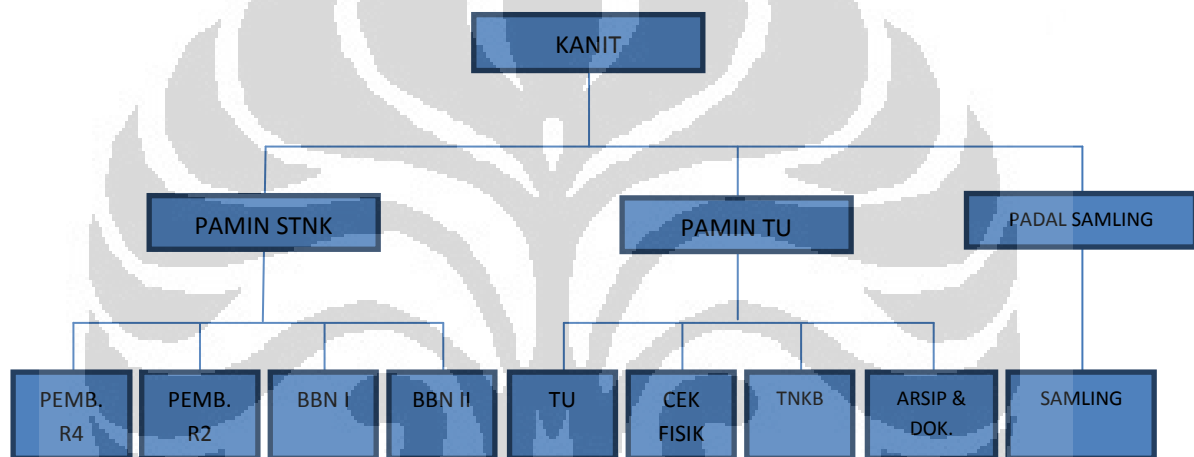 KANIT
PAMIN STNK
PAMIN TU
PADAL SAMLING
PEMB.
R4
PEMB.
R2
BBN I
BBN II
TU
CEK
FISIK
TNKB
ARSIP &
DOK.
SAMLING